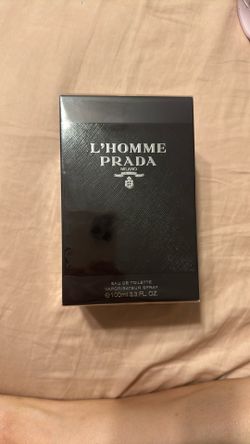 L'HOMME
PRADA
MILANO
EAU DE TOILETTE
VAPORISATEUR SPRAY
℮ 100ml 3.3 FL. OZ.